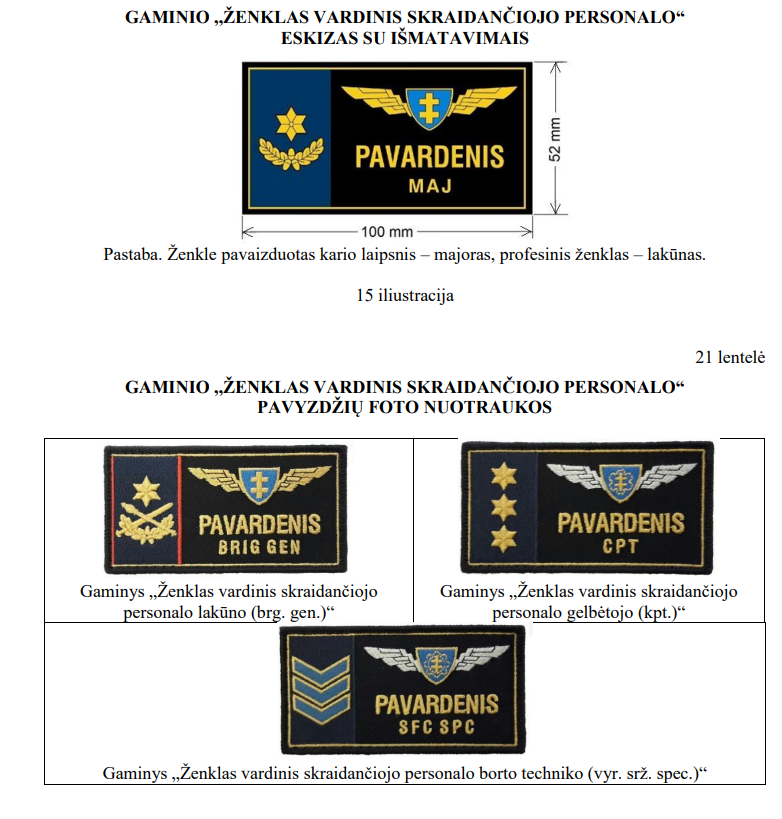 GAMINIO „ŽENKLAS VARDINIS SKRAIDANČIOJO PERSONALO“
ESKIZAS SU IŠMATAVIMAIS
PAVARDENIS
MAJ
52 mm
100 mm
Pastaba. Ženkle pavaizduotas kario laipsnis – majoras, profesinis ženklas – lakūnas.
15 iliustracija
21 lentelė
GAMINIO „ŽENKLAS VARDINIS SKRAIDANČIOJO PERSONALO“
PAVYZDŽIŲ FOTO NUOTRAUKOS
PAVARDENIS
BRIG GEN
Gaminys „Ženklas vardinis skraidančiojo
personalo lakūno (brg. gen.)“
PAVARDENIS
CPT
Gaminys „Ženklas vardinis skraidančiojo
personalo gelbėtojo (kpt.)“
PAVARDENIS
SFC SPC
Gaminys „Ženklas vardinis skraidančiojo personalo borto techniko (vyr. srž. spec.)“